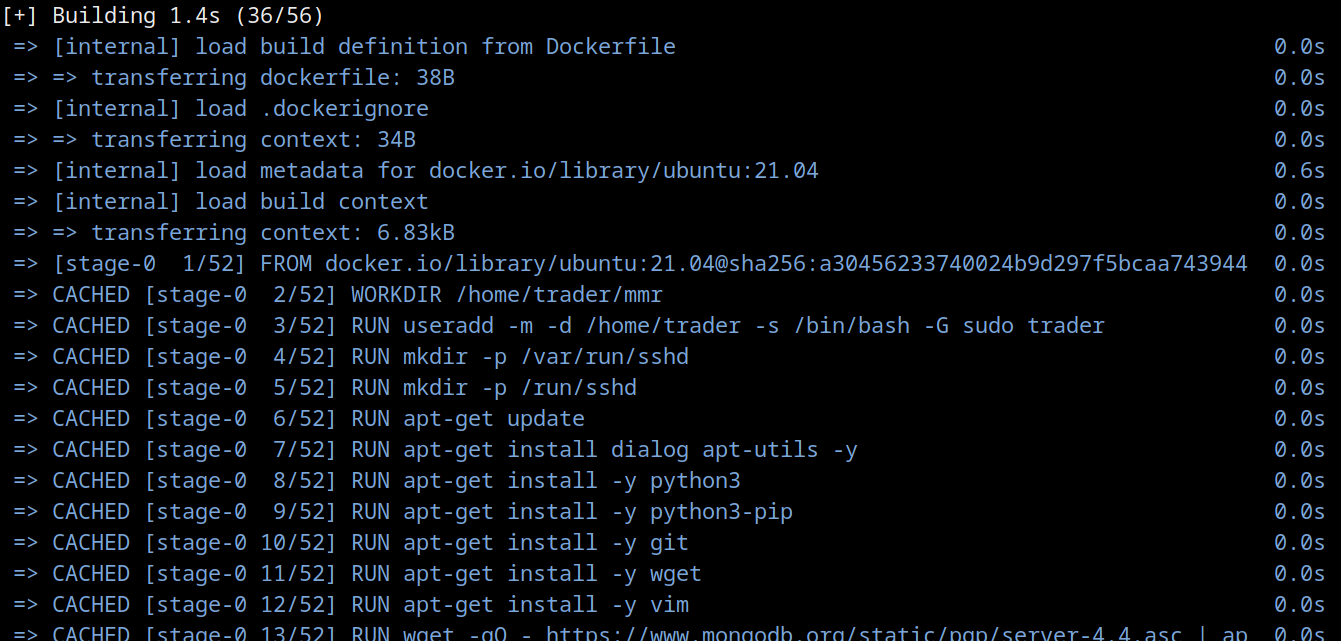 [+] Building 1.4s (36/56)
=> [internal] load build definition from Dockerfile 0.0s
=> => transferring dockerfile: 38B 0.0s
=> [internal] load .dockerignore 0.0s
=> => transferring context: 34B 0.0s
=> [internal] load metadata for docker.io/library/ubuntu:21.04 0.6s
=> [internal] load build context 0.0s
=> => transferring context: 6.83kB 0.0s
=> [stage-0  1/52] FROM docker.io/library/ubuntu:21.04@sha256:a30456233740024b9d297f5bcaa743944 0.0s
=> CACHED [stage-0  2/52] WORKDIR /home/trader/mmr 0.0s
=> CACHED [stage-0  3/52] RUN useradd -m -d /home/trader -s /bin/bash -G sudo trader 0.0s
=> CACHED [stage-0  4/52] RUN mkdir -p /var/run/sshd 0.0s
=> CACHED [stage-0  5/52] RUN mkdir -p /run/sshd 0.0s
=> CACHED [stage-0  6/52] RUN apt-get update 0.0s
=> CACHED [stage-0  7/52] RUN apt-get install dialog apt-utils -y 0.0s
=> CACHED [stage-0  8/52] RUN apt-get install -y python3 0.0s
=> CACHED [stage-0  9/52] RUN apt-get install -y python3-pip 0.0s
=> CACHED [stage-0 10/52] RUN apt-get install -y git 0.0s
=> CACHED [stage-0 11/52] RUN apt-get install -y wget 0.0s
=> CACHED [stage-0 12/52] RUN apt-get install -y vim 0.0s
=> CACHED [stage-0 13/52] RUN wget -qO - https://www.mongodb.org/static/pgp/server-4.4.asc | ap 0.0s